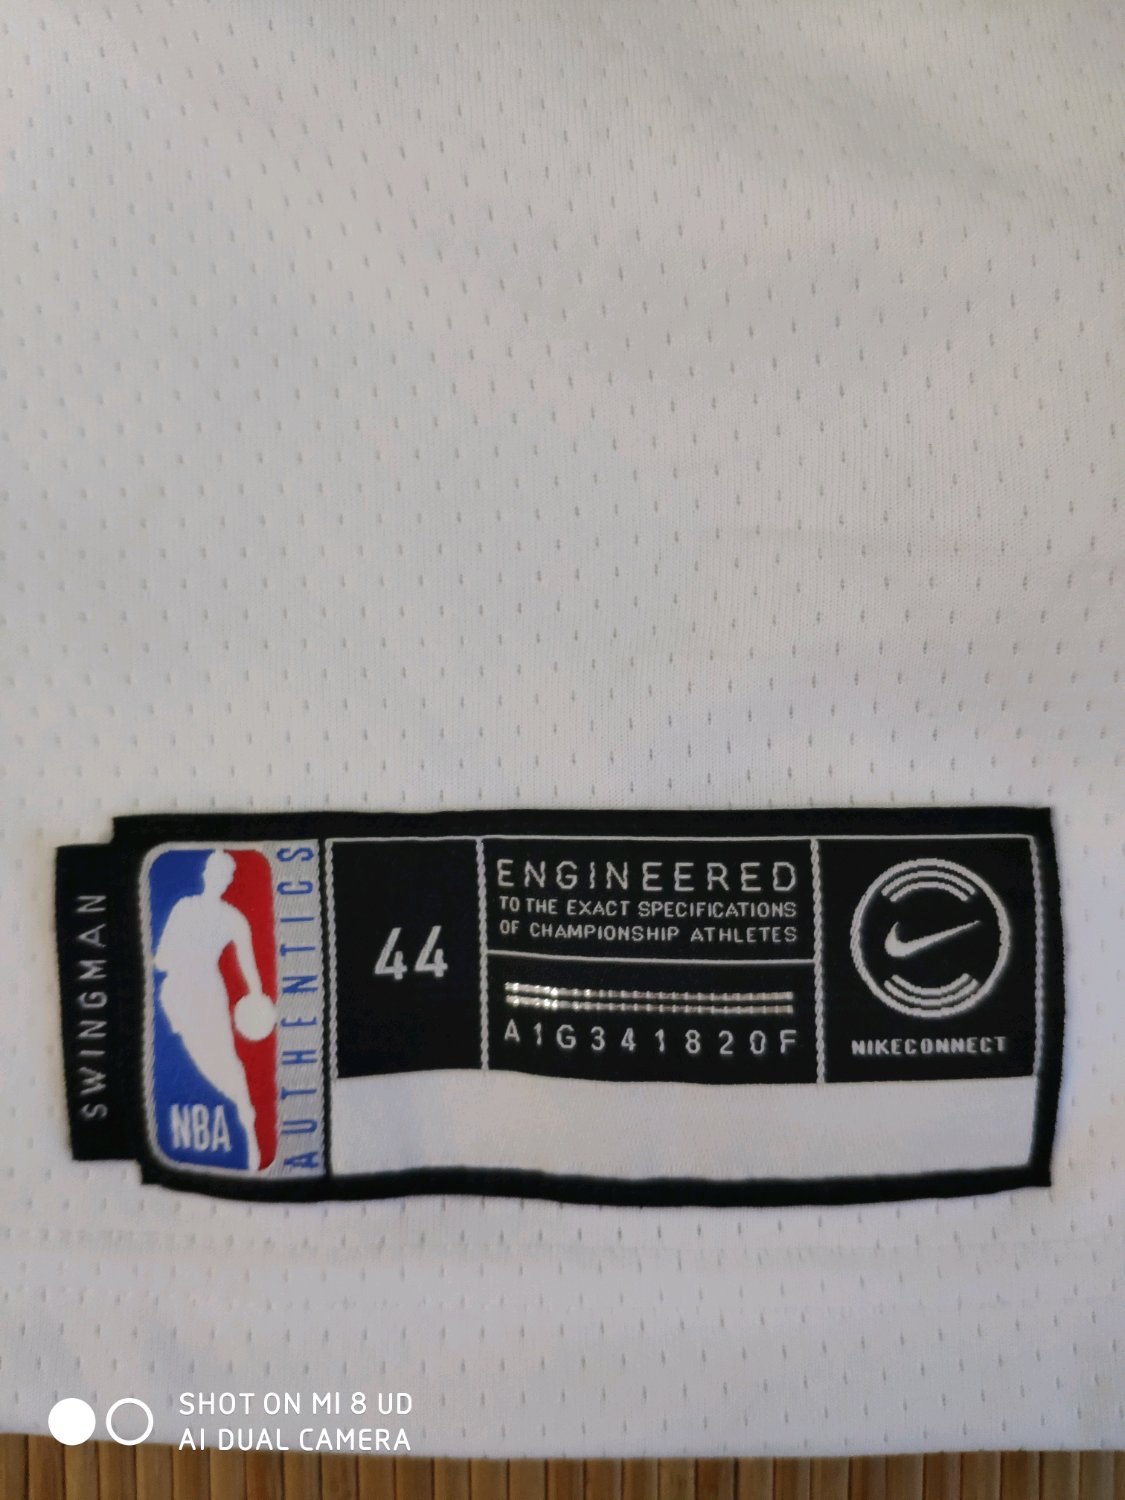 SWINGMAN
NBA
AUTHENTICS
44
ENGINEERED
TO THE EXACT SPECIFICATIONS
OF CHAMPIONSHIP ATHLETES
A1G341820F
NIKECONNECT
SHOT ON MI 8 UD
AI DUAL CAMERA